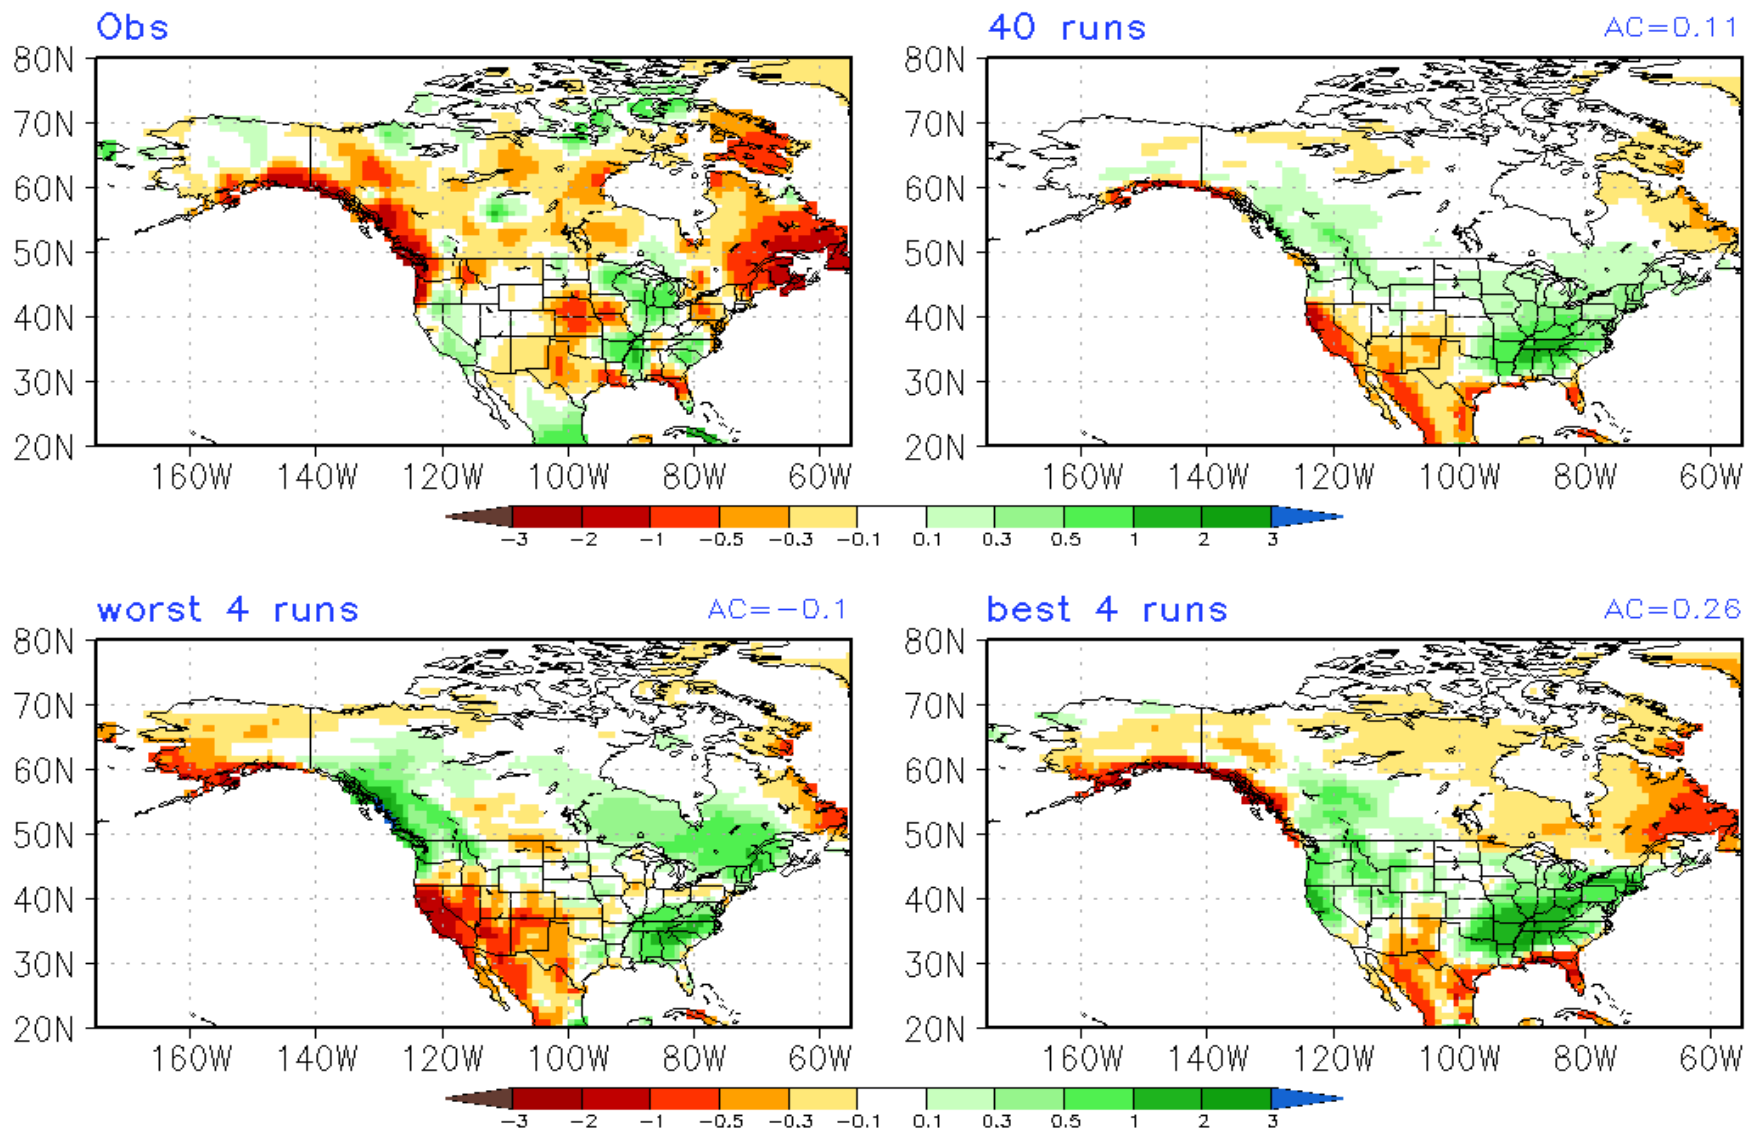 Obs
40 runs
AC=0.11
80N
70N
60N
50N
40N
30N
20N
160W 140W 120W 100W 80W 60W
80N
70N
60N
50N
40N
30N
20N
160W 140W 120W 100W 80W 60W
-3 -2 -1 -0.5 -0.3 -0.1 0.1 0.3 0.5 1 2 3
worst 4 runs
AC=-0.1
best 4 runs
AC=0.26
80N
70N
60N
50N
40N
30N
20N
160W 140W 120W 100W 80W 60W
80N
70N
60N
50N
40N
30N
20N
160W 140W 120W 100W 80W 60W
-3 -2 -1 -0.5 -0.3 -0.1 0.1 0.3 0.5 1 2 3